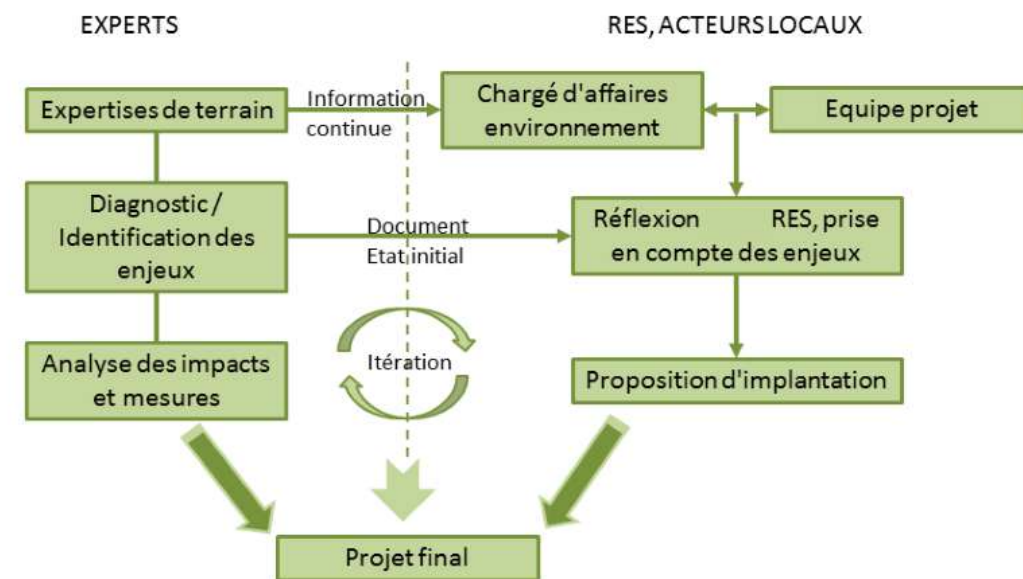 EXPERTS
RES, ACTEURS LOCAUX
Expertises de terrain
Information
continue
Chargé d'affaires
environnement
Equipe projet
Diagnostic /
Identification des
enjeux
Document
Etat initial
Réflexion RES, prise
en compte des enjeux
Analyse des impacts
et mesures
Itération
Proposition d'implantation
Projet final